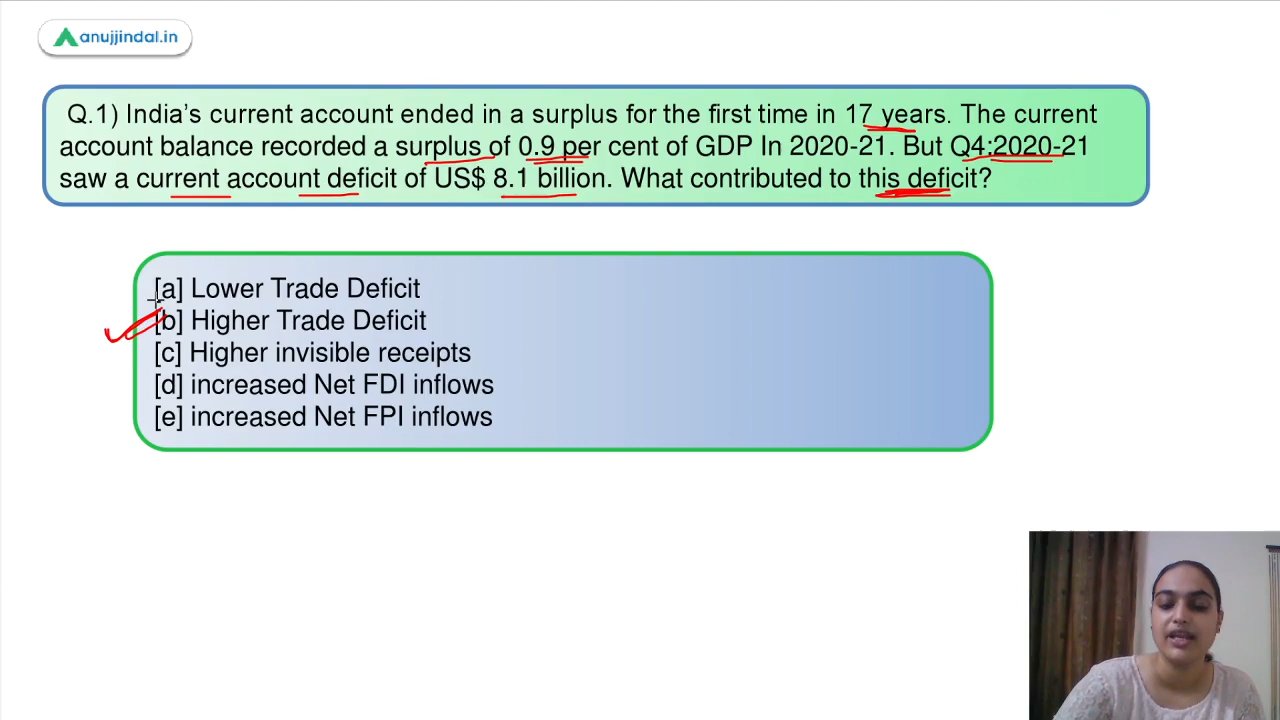 anujjindal.in
Q.1) India's current account ended in a surplus for the first time in 17 years. The current
account balance recorded a surplus of 0.9 per cent of GDP In 2020-21. But Q4:2020-21
saw a current account deficit of US$ 8.1 billion. What contributed to this deficit?
[a] Lower Trade Deficit
[b] Higher Trade Deficit
[c] Higher invisible receipts
[d] increased Net FDI inflows
[e] increased Net FPI inflows